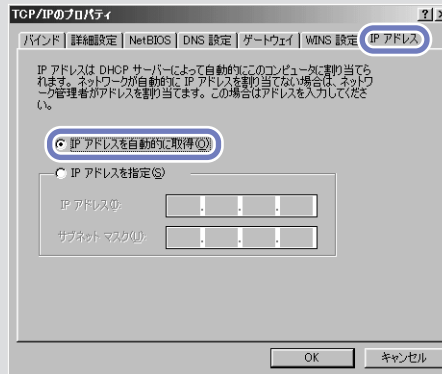 TCP/IPのプロパティ
バインド 詳細設定 NetBIOS DNS 設定 ゲートウェイ WINS 設定 IP アドレス
IP アドレスは DHCP サーバーによって自動的にこのコンピュータに割り当てら
れます。ネットワークが自動的に IP アドレスを割り当てない場合は、ネットワ
ーク管理者がアドレスを割り当てます。この場合はアドレスを入力してくださ
い。
IP アドレスを自動的に取得(O)
IP アドレスを指定(S)
IP アドレス(I):
サブネット マスク(U):
OK キャンセル